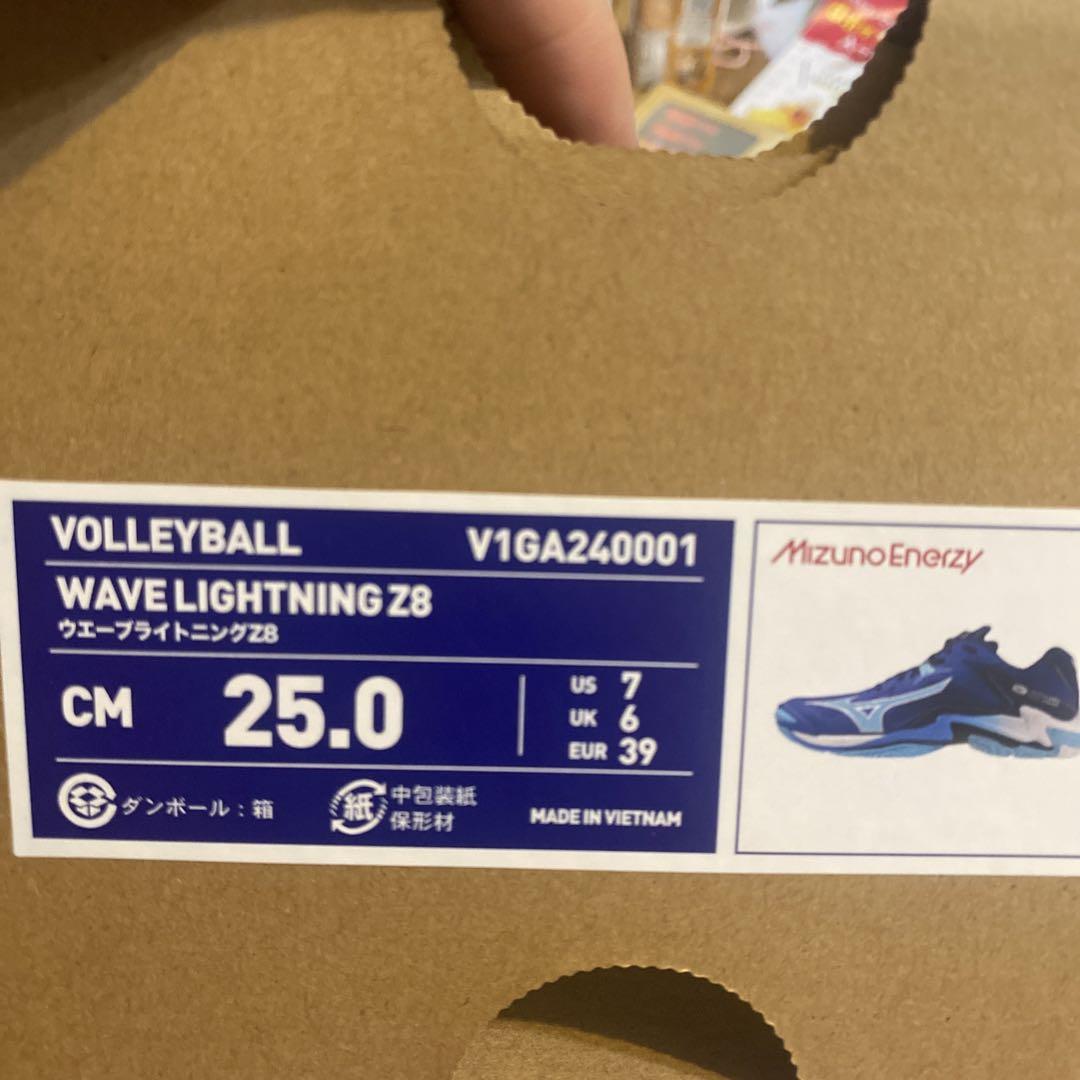 VOLLEYBALL V1GA240001
WAVE LIGHTNING Z8
ウエーブライトニングZ8
CM 25.0
US 7
UK 6
EUR 39
ダンボール：箱
紙 中包装紙
保形材
MADE IN VIETNAM
Mizuno Enerzy